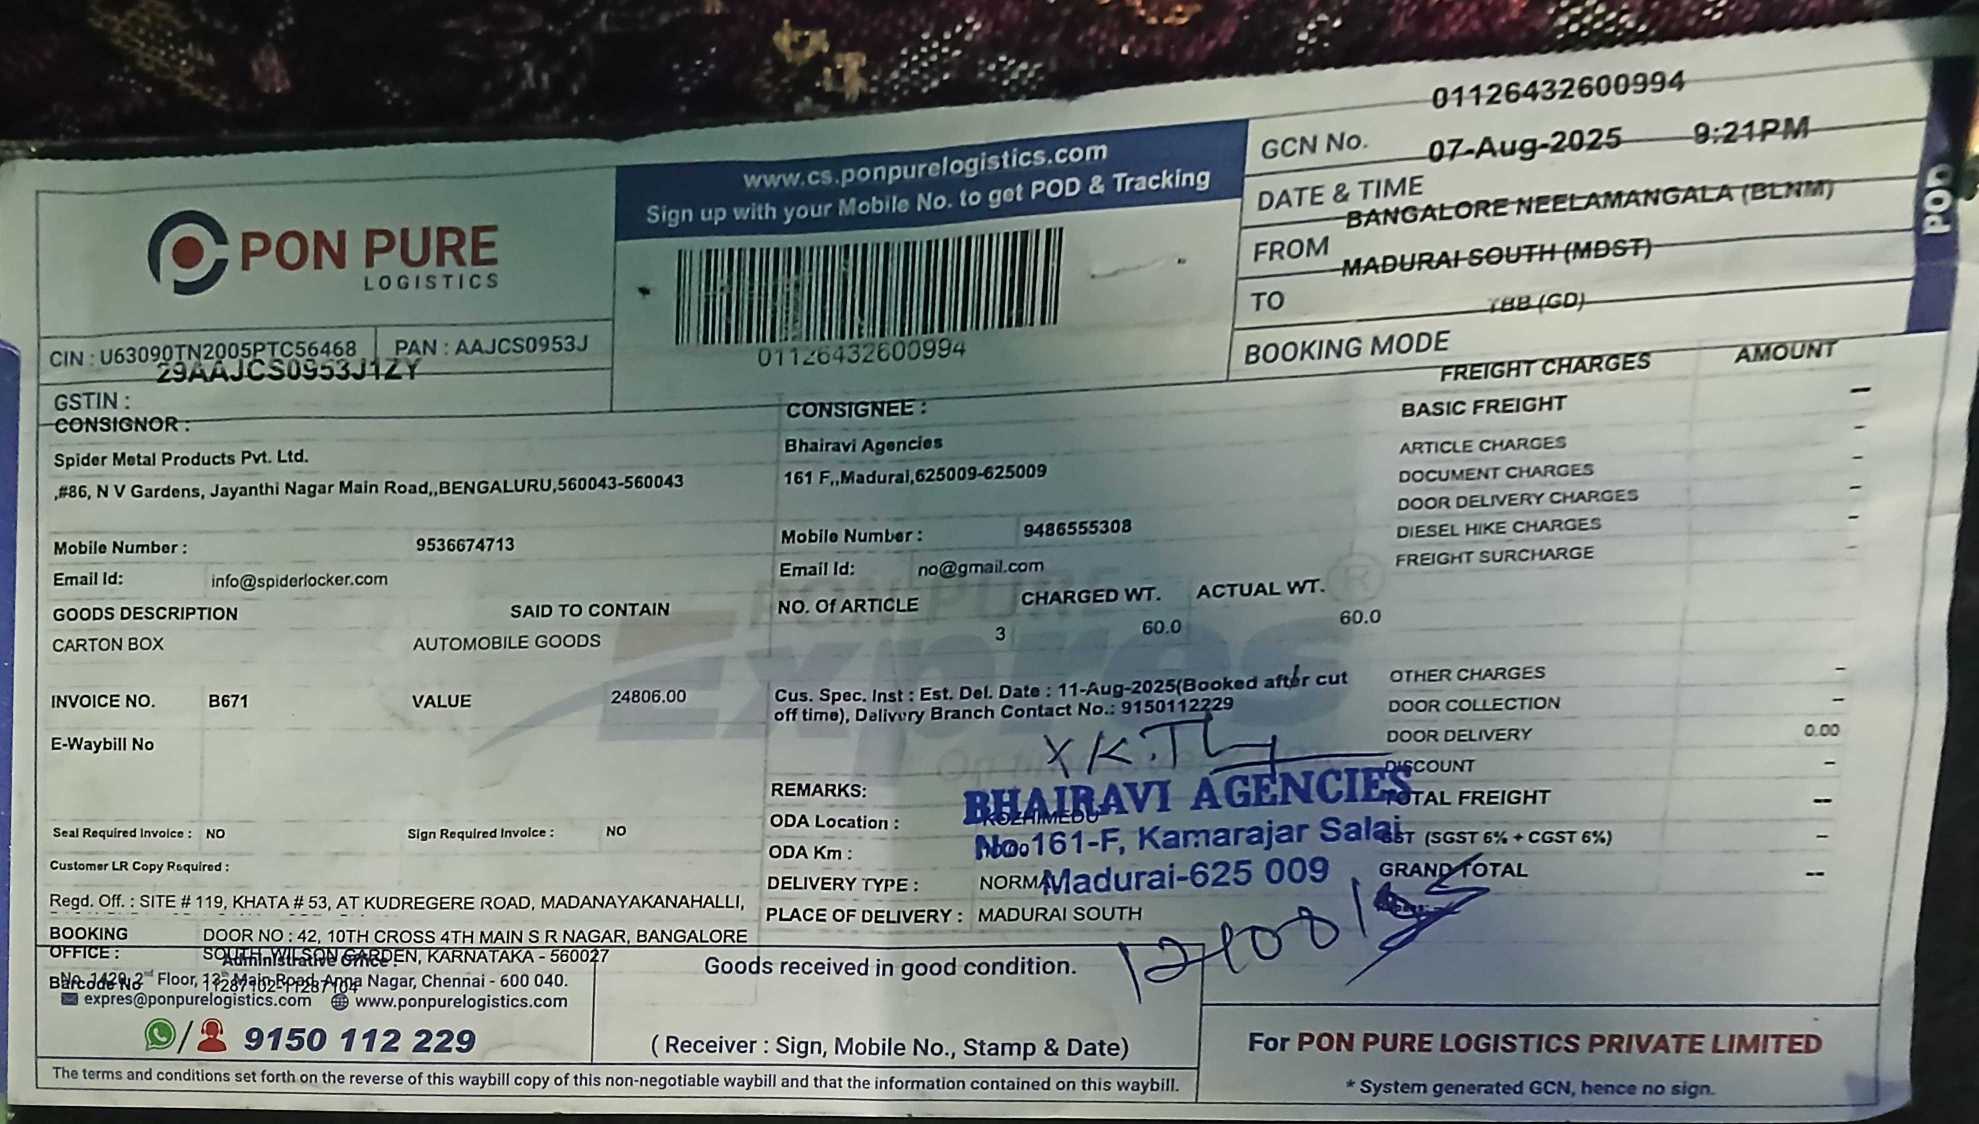 01126432600994
GCN No.
07-Aug-2025 9:21PM
DATE & TIME
BANGALORE NEELAMANGALA (BLNM)
FROM
MADURAI SOUTH (MDST)
TO
TBB (GD)
BOOKING MODE
POD
www.cs.ponpurelogistics.com
Sign up with your Mobile No. to get POD & Tracking
01126432600994
PON PURE
LOGISTICS
CIN : U63090TN2005PTC56468 PAN : AAJCS0953J
29AAJCS0953J1ZY
GSTIN :
CONSIGNOR :
Spider Metal Products Pvt. Ltd.
,#86, N V Gardens, Jayanthi Nagar Main Road,,BENGALURU,560043-560043
Mobile Number : 9536674713
Email Id: info@spiderlocker.com
GOODS DESCRIPTION SAID TO CONTAIN
CARTON BOX AUTOMOBILE GOODS
INVOICE NO. B671 VALUE 24806.00
E-Waybill No
Seal Required Invoice : NO Sign Required Invoice : NO
Customer LR Copy Required :
Regd. Off. : SITE # 119, KHATA # 53, AT KUDREGERE ROAD, MADANAYAKANAHALLI,
BOOKING DOOR NO : 42, 10TH CROSS 4TH MAIN S R NAGAR, BANGALORE
OFFICE : SOUTH, WILSON GARDEN, KARNATAKA - 560027
Administrative Office :
No. 1429, 2nd Floor, 13th Main Road, Anna Nagar, Chennai - 600 040.
Barcode No 11287102-11287104
expres@ponpurelogistics.com www.ponpurelogistics.com
9150 112 229
CONSIGNEE :
Bhairavi Agencies
161 F,,Madurai,625009-625009
Mobile Number : 9486555308
Email Id: no@gmail.com
NO. Of ARTICLE CHARGED WT. ACTUAL WT.
3 60.0 60.0
PON PURE
Expres
Cus. Spec. Inst : Est. Del. Date : 11-Aug-2025(Booked after cut
off time), Delivery Branch Contact No.: 9150112229
REMARKS:
ODA Location : KOZHIMEDU
ODA Km :
DELIVERY TYPE : NORMA
PLACE OF DELIVERY : MADURAI SOUTH
BHAIRAVI AGENCIES
No.161-F, Kamarajar Salai
Madurai-625 009
FREIGHT CHARGES AMOUNT
BASIC FREIGHT --
ARTICLE CHARGES -
DOCUMENT CHARGES -
DOOR DELIVERY CHARGES -
DIESEL HIKE CHARGES -
FREIGHT SURCHARGE -
OTHER CHARGES -
DOOR COLLECTION -
DOOR DELIVERY 0.00
DISCOUNT -
TOTAL FREIGHT --
GST (SGST 6% + CGST 6%) -
GRAND TOTAL --
Goods received in good condition.
( Receiver : Sign, Mobile No., Stamp & Date)
The terms and conditions set forth on the reverse of this waybill copy of this non-negotiable waybill and that the information contained on this waybill.
For PON PURE LOGISTICS PRIVATE LIMITED
* System generated GCN, hence no sign.